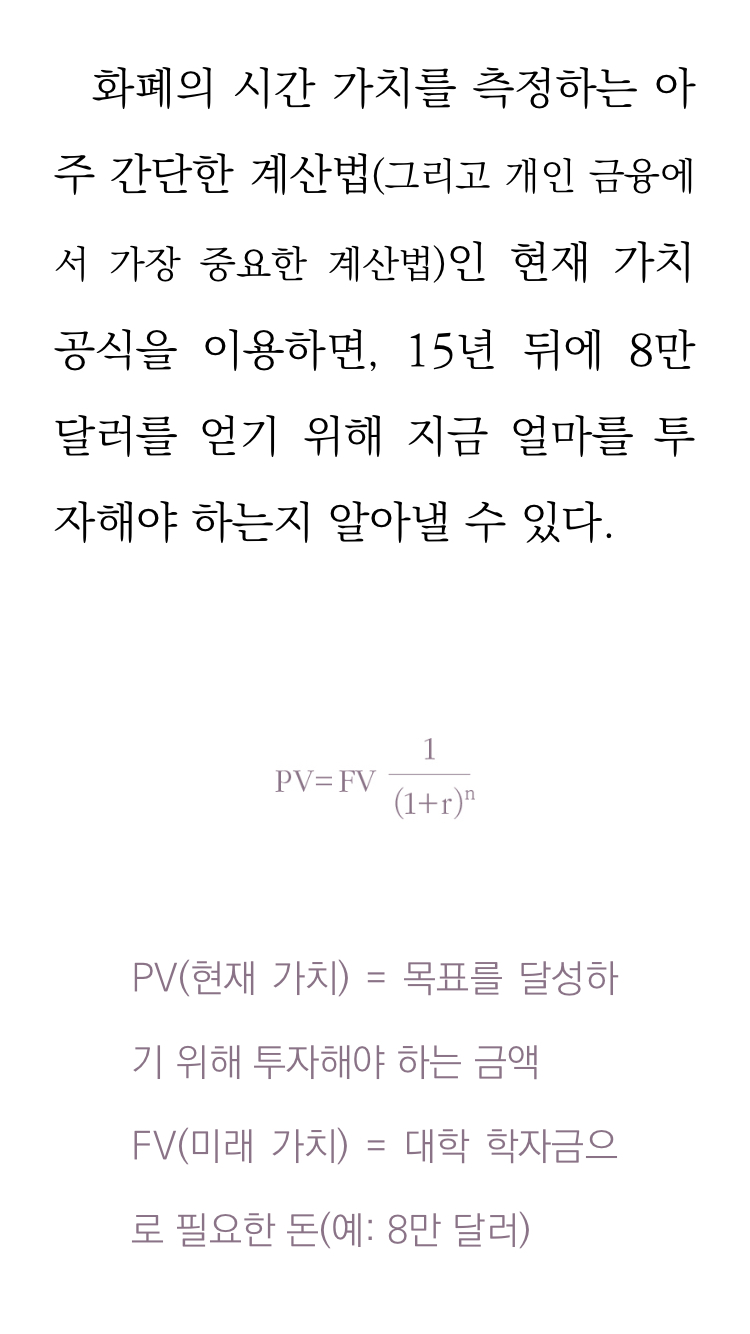 화폐의 시간 가치를 측정하는 아
주 간단한 계산법(그리고 개인 금융에
서 가장 중요한 계산법)인 현재 가치
공식을 이용하면, 15년 뒤에 8만
달러를 얻기 위해 지금 얼마를 투
자해야 하는지 알아낼 수 있다.
PV=FV 1/(1+r)ⁿ
PV(현재 가치) = 목표를 달성하
기 위해 투자해야 하는 금액
FV(미래 가치) = 대학 학자금으
로 필요한 돈(예: 8만 달러)